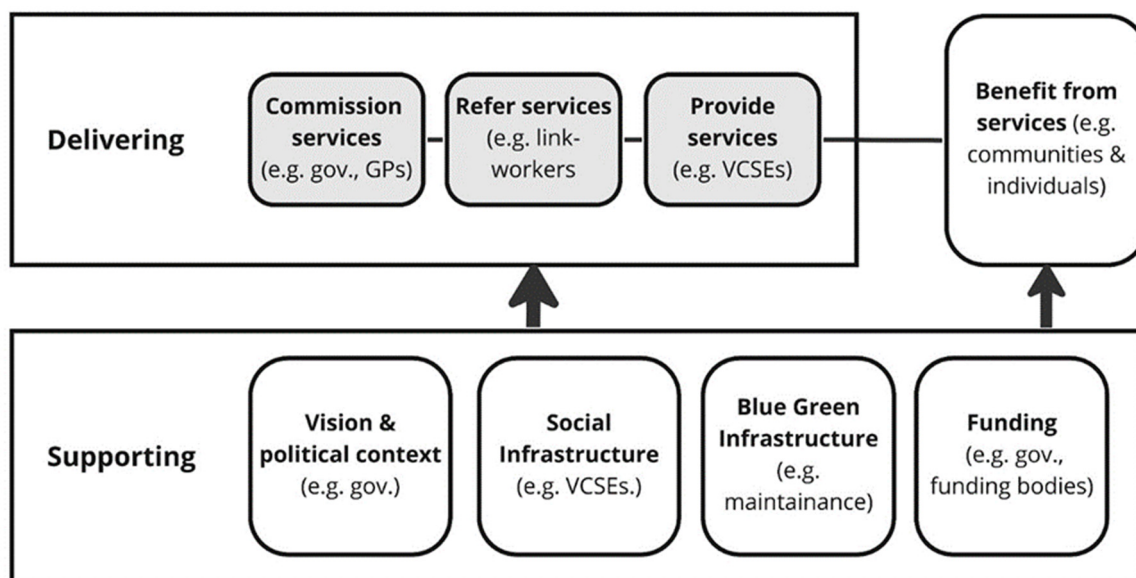 Delivering
Commission
services
(e.g. gov., GPs)
Refer services
(e.g. link-
workers
Provide
services
(e.g. VCSEs)
Benefit from
services (e.g.
communities &
individuals)
Supporting
Vision &
political context
(e.g. gov.)
Social
Infrastructure
(e.g. VCSEs.)
Blue Green
Infrastructure
(e.g.
maintainance)
Funding
(e.g. gov.,
funding bodies)